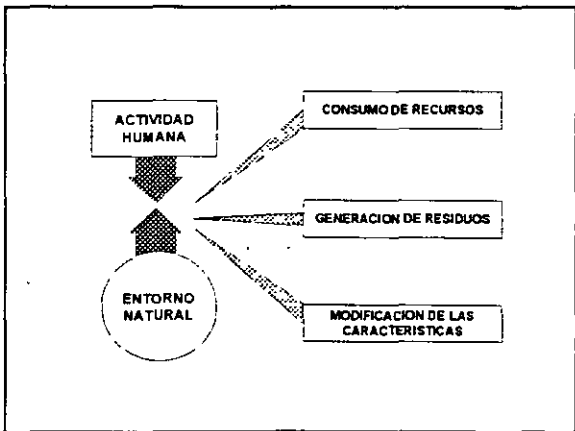 ACTIVIDAD
HUMANA
ENTORNO
NATURAL
CONSUMO DE RECURSOS
GENERACION DE RESIDUOS
MODIFICACION DE LAS
CARACTERISTICAS